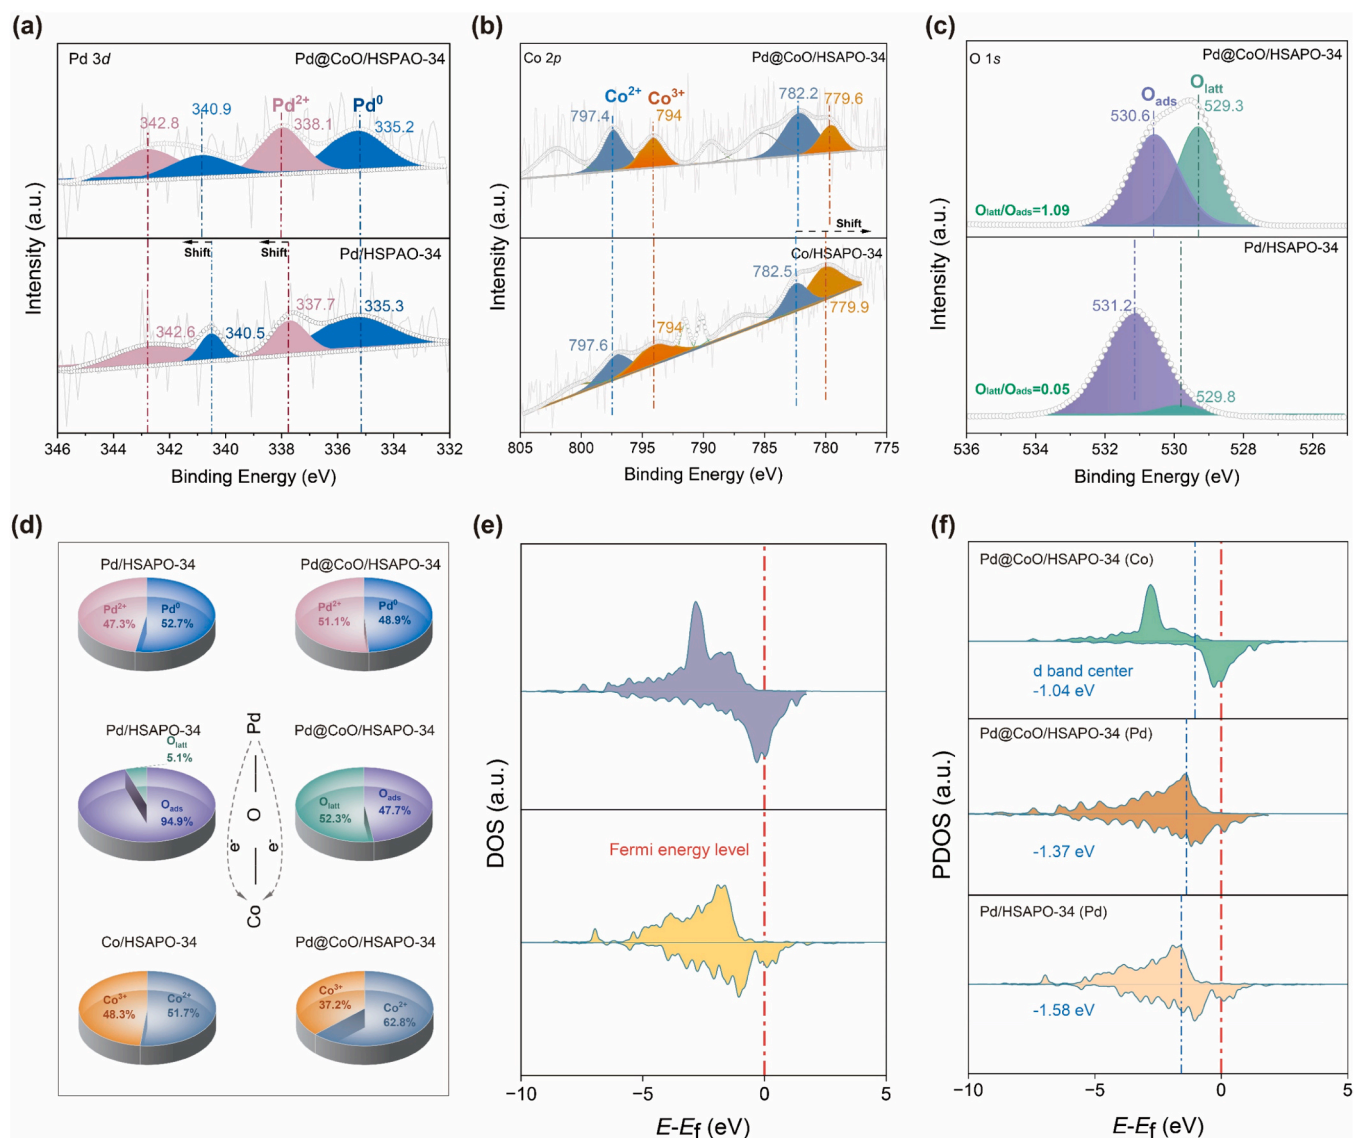 (a)
Pd 3d
Pd@CoO/HSPAO-34
342.8
340.9
Pd2+
338.1
Pd0
335.2
Shift
Shift
Pd/HSPAO-34
342.6
340.5
337.7
335.3
Intensity (a.u.)
346 344 342 340 338 336 334 332
Binding Energy (eV)
(b)
Co 2p
Pd@CoO/HSAPO-34
797.4
Co2+
Co3+
794
782.2
779.6
Shift
Co/HSAPO-34
797.6
794
782.5
779.9
Intensity (a.u.)
805 800 795 790 785 780 775
Binding Energy (eV)
(c)
Pd@CoO/HSAPO-34
O 1s
Oads
530.6
Olatt
529.3
Olatt/Oads=1.09
Pd/HSAPO-34
531.2
Olatt/Oads=0.05
529.8
Intensity (a.u.)
536 534 532 530 528 526
Binding Energy (eV)
(d)
Pd/HSAPO-34
Pd2+
47.3%
Pd0
52.7%
Pd@CoO/HSAPO-34
Pd2+
51.1%
Pd0
48.9%
Pd/HSAPO-34
Olatt
5.1%
Oads
94.9%
Pd
O
e-
e-
Co
Pd@CoO/HSAPO-34
Olatt
52.3%
Oads
47.7%
Co/HSAPO-34
Co3+
48.3%
Co2+
51.7%
Pd@CoO/HSAPO-34
Co3+
37.2%
Co2+
62.8%
(e)
Fermi energy level
DOS (a.u.)
−10 −5 0 5
E-Ef (eV)
(f)
Pd@CoO/HSAPO-34 (Co)
d band center
-1.04 eV
Pd@CoO/HSAPO-34 (Pd)
-1.37 eV
Pd/HSAPO-34 (Pd)
-1.58 eV
PDOS (a.u.)
−10 −5 0 5
E-Ef (eV)